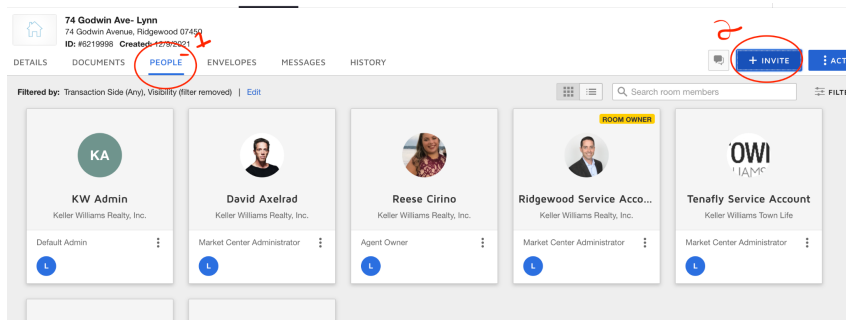 74 Godwin Ave- Lynn
74 Godwin Avenue, Ridgewood 07450
ID: #6219998 Created: 12/9/2021
1
2
DETAILS DOCUMENTS PEOPLE ENVELOPES MESSAGES HISTORY
+ INVITE
ACT
Filtered by: Transaction Side (Any), Visibility (filter removed) | Edit
Search room members
FILTE
ROOM OWNER
KA
OWI
LIAMS
KW Admin
Keller Williams Realty, Inc.
David Axelrad
Keller Williams Realty, Inc.
Reese Cirino
Keller Williams Realty, Inc.
Ridgewood Service Acco...
Keller Williams Realty, Inc.
Tenafly Service Account
Keller Williams Town Life
Default Admin
L
Market Center Administrator
L
Agent Owner
L
Market Center Administrator
L
Market Center Administrator
L